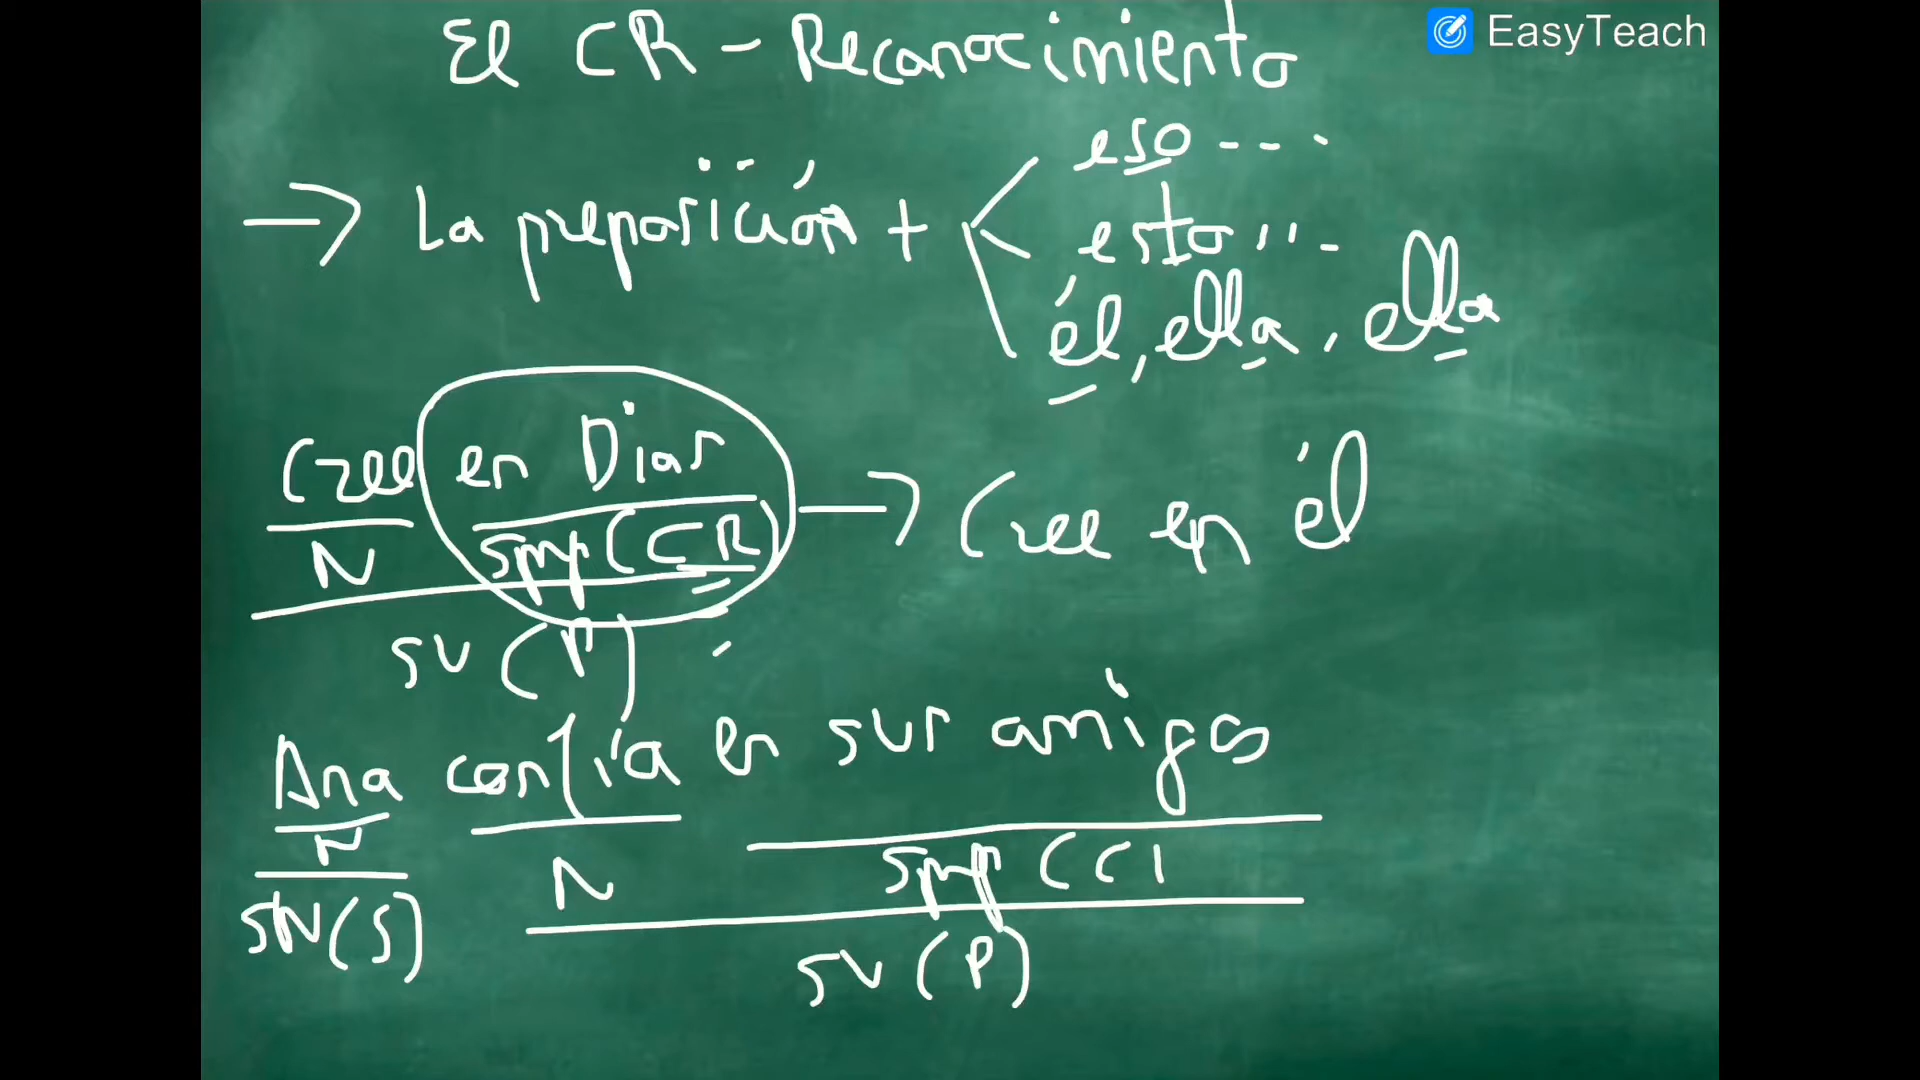 El CR - Reconocimiento
EasyTeach
→ La preposición + eso ...
esto ...
él, ella, ella
Cree en Dios → Cree en él
N Smp (CR)
SV (P)
Ana confía en sus amigos
N N Smp (C
SN (S) SV (P)